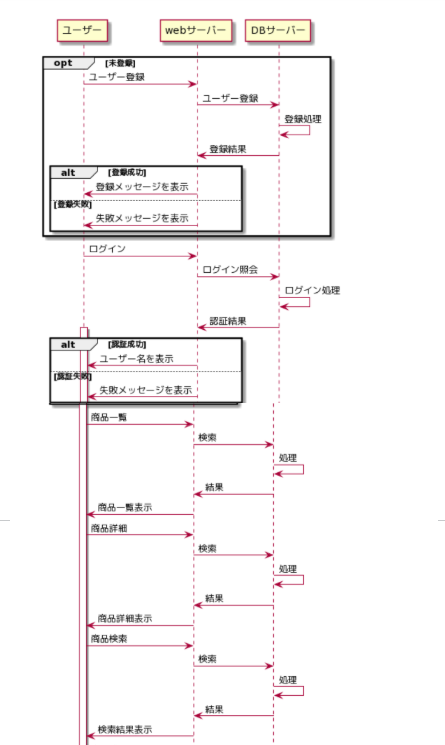 ユーザー
webサーバー
DBサーバー
opt
[未登録]
ユーザー登録
ユーザー登録
登録処理
登録結果
alt
[登録成功]
登録メッセージを表示
[登録失敗]
失敗メッセージを表示
ログイン
ログイン照会
ログイン処理
認証結果
alt
[認証成功]
ユーザー名を表示
[認証失敗]
失敗メッセージを表示
商品一覧
検索
処理
結果
商品一覧表示
商品詳細
検索
処理
結果
商品詳細表示
商品検索
検索
処理
結果
検索結果表示